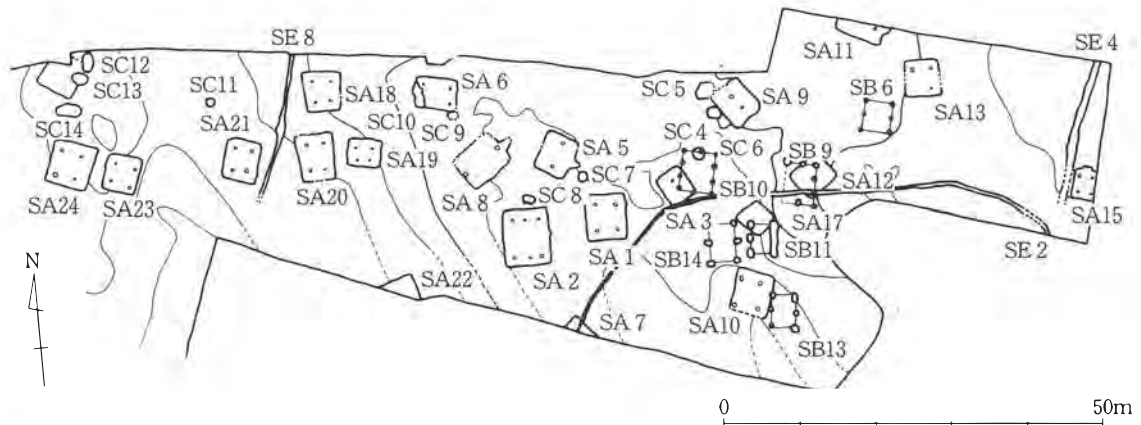 SE 8
SA11
SE 4
SC12
SC13
SC11
SA18
SA 6
SC 5
SA 9
SB 6
SA13
SC14
SA21
SC10
SC 9
SA19
SA 5
SC 4
SC 6
SB 9
SA24
SA23
SA20
SA 8
SC 8
SC 7
SB10
SA12
SA 3
SA17
SA15
SA22
SA 2
SA 1
SB14
SB11
SE 2
N
SA 7
SA10
SB13
0
50m